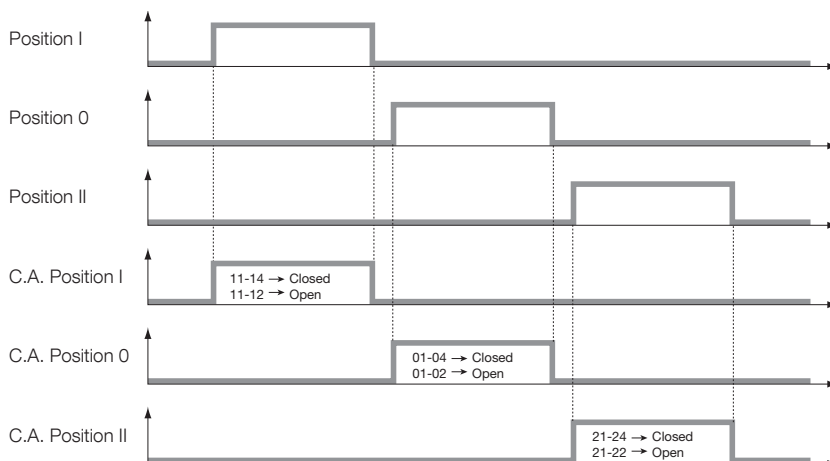 Position I
Position 0
Position II
C.A. Position I
11-14 → Closed
11-12 → Open
C.A. Position 0
01-04 → Closed
01-02 → Open
C.A. Position II
21-24 → Closed
21-22 → Open